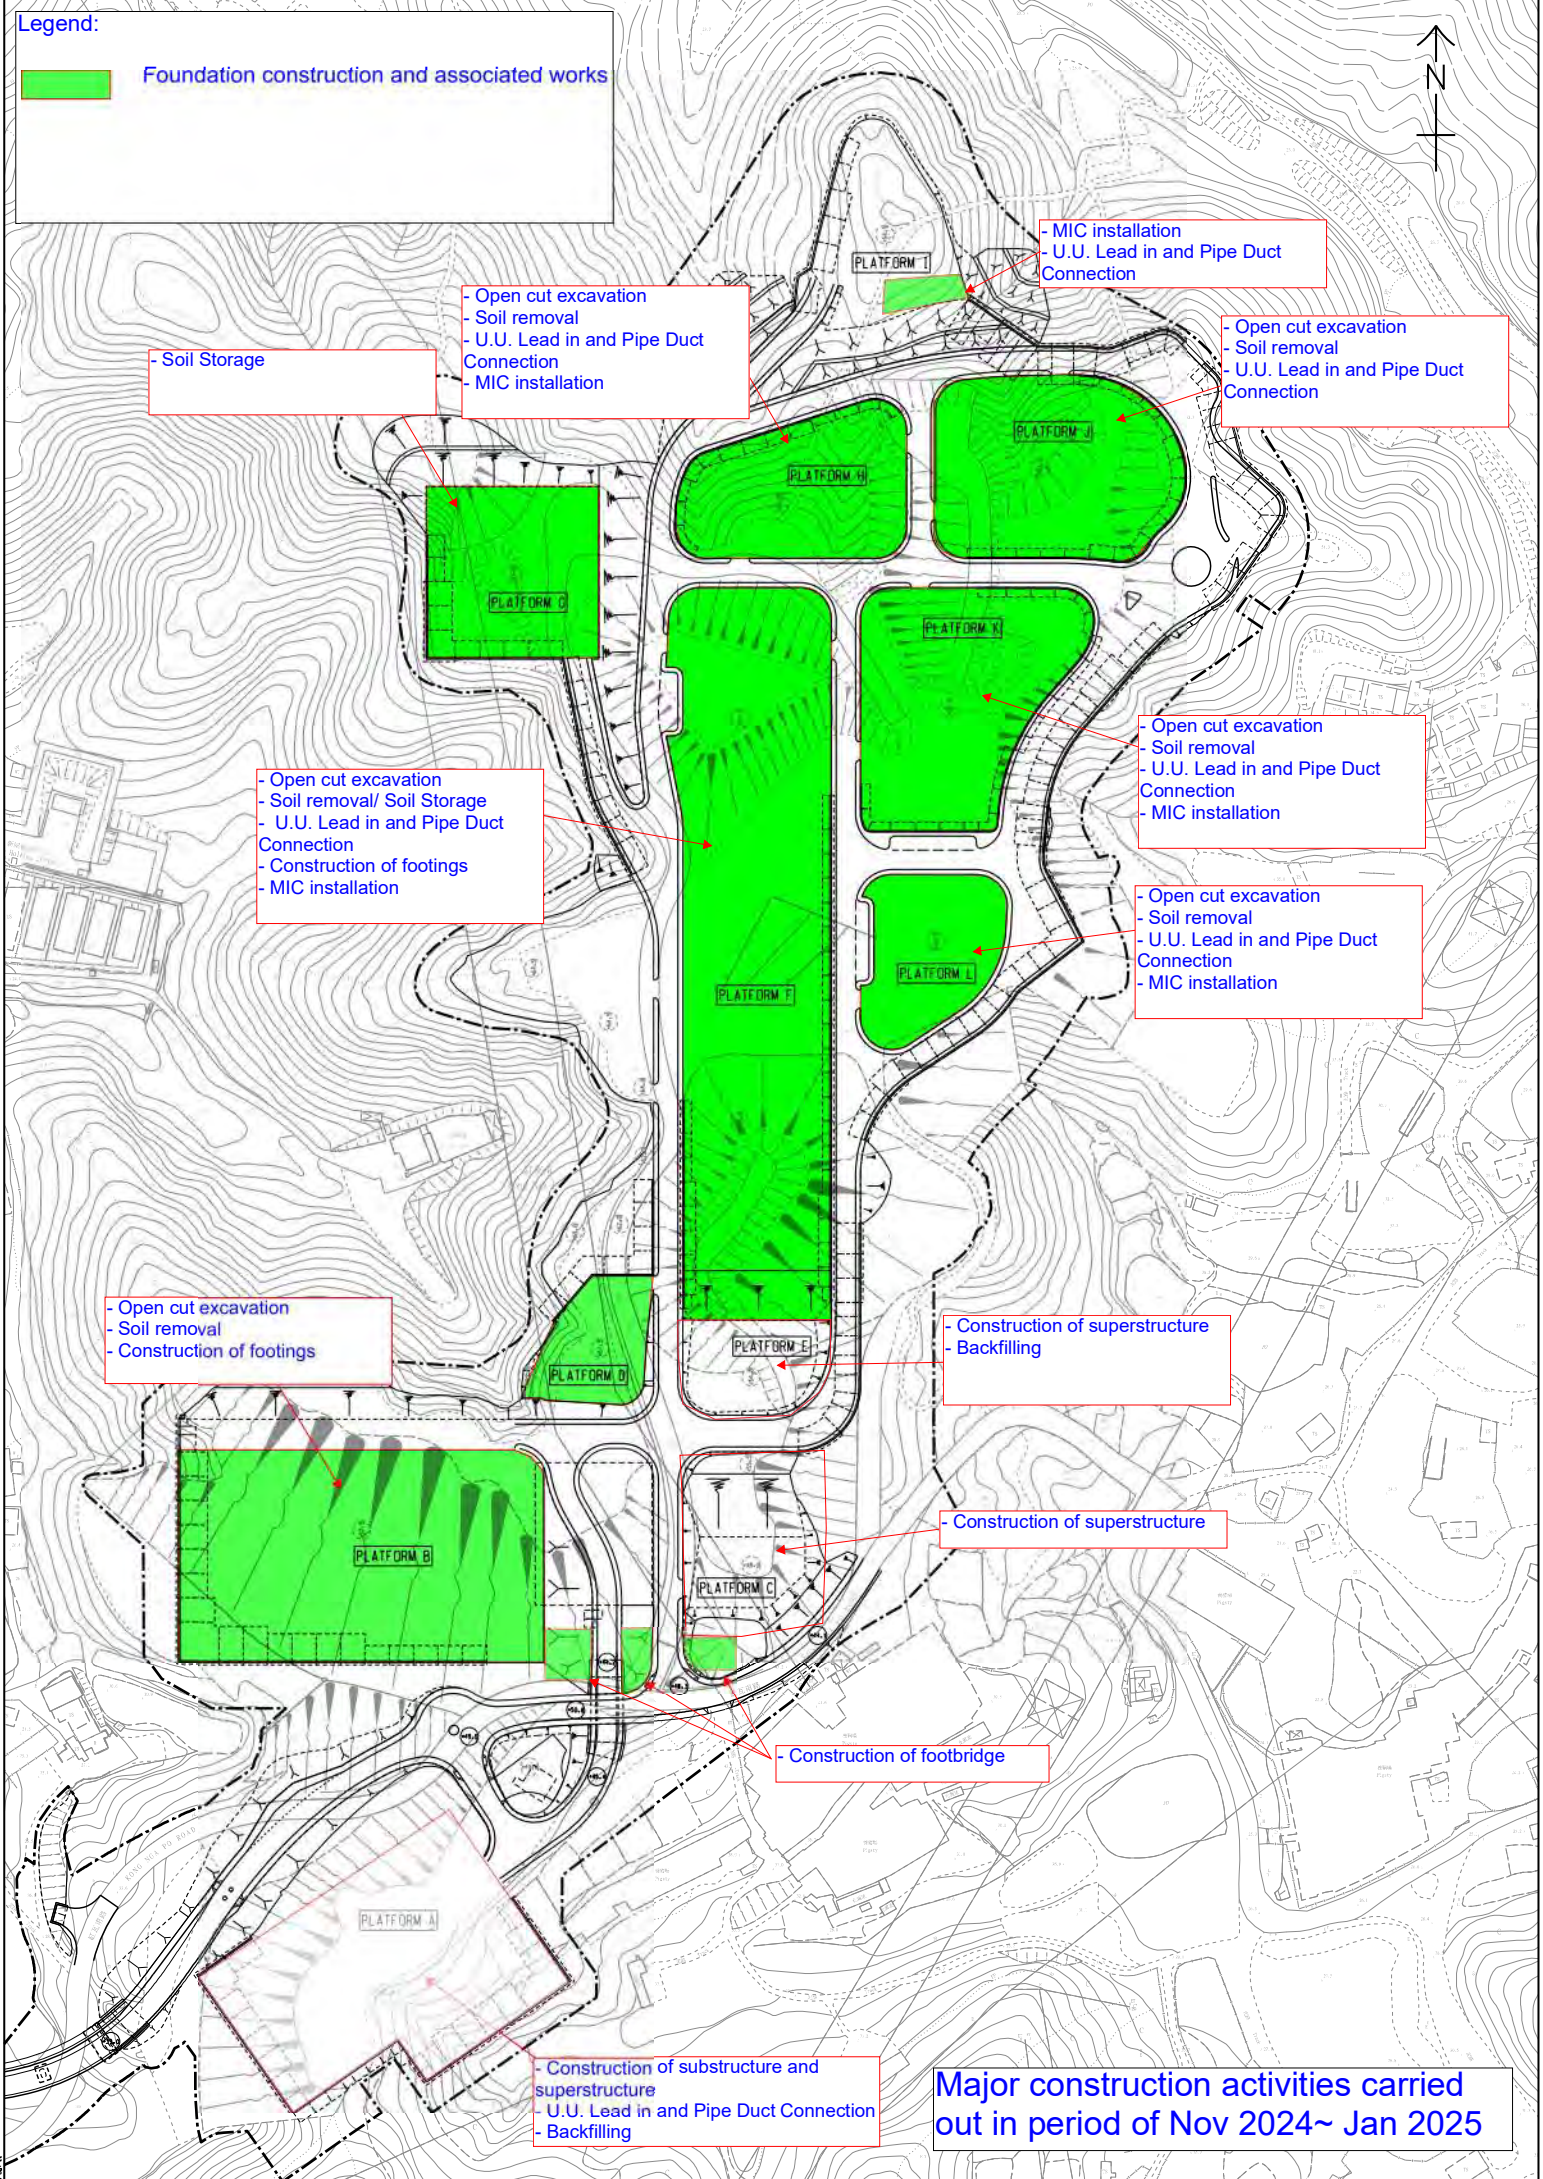 Legend:
Foundation construction and associated works
N
- MIC installation
- U.U. Lead in and Pipe Duct
Connection
PLATFORM I
- Open cut excavation
- Soil removal
- U.U. Lead in and Pipe Duct
Connection
- MIC installation
- Open cut excavation
- Soil removal
- U.U. Lead in and Pipe Duct
Connection
- Soil Storage
PLATFORM J
PLATFORM H
PLATFORM G
PLATFORM K
- Open cut excavation
- Soil removal
- U.U. Lead in and Pipe Duct
Connection
- MIC installation
- Open cut excavation
- Soil removal/ Soil Storage
- U.U. Lead in and Pipe Duct
Connection
- Construction of footings
- MIC installation
- Open cut excavation
- Soil removal
- U.U. Lead in and Pipe Duct
Connection
- MIC installation
PLATFORM L
PLATFORM F
- Open cut excavation
- Soil removal
- Construction of footings
- Construction of superstructure
- Backfilling
PLATFORM E
PLATFORM D
- Construction of superstructure
PLATFORM B
PLATFORM C
- Construction of footbridge
KONG NGA PO ROAD
PLATFORM A
- Construction of substructure and
superstructure
- U.U. Lead in and Pipe Duct Connection
- Backfilling
Major construction activities carried
out in period of Nov 2024~ Jan 2025